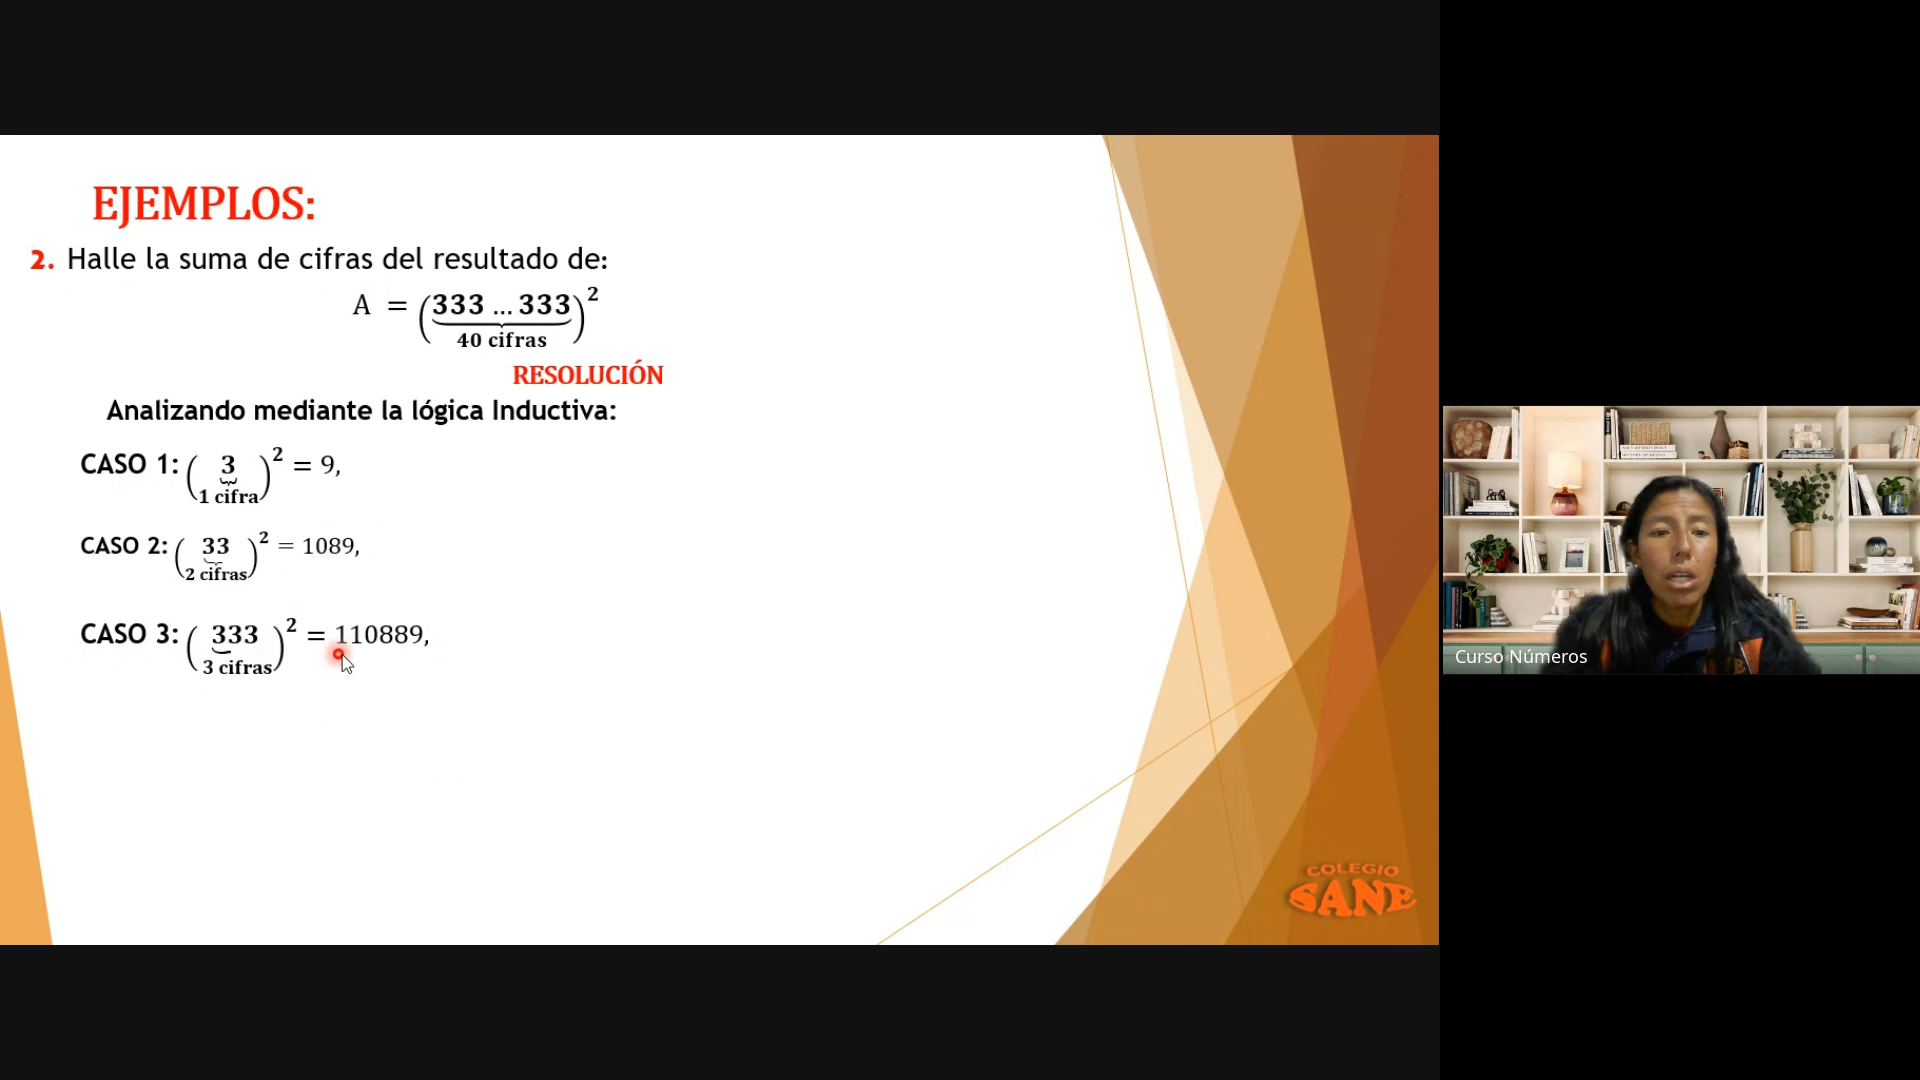 EJEMPLOS:
2. Halle la suma de cifras del resultado de:
A = (333 ... 333)²
40 cifras
RESOLUCIÓN
Analizando mediante la lógica Inductiva:
CASO 1: (3)² = 9,
1 cifra
CASO 2: (33)² = 1089,
2 cifras
CASO 3: (333)² = 110889,
3 cifras
COLEGIO
SANE
Curso Números